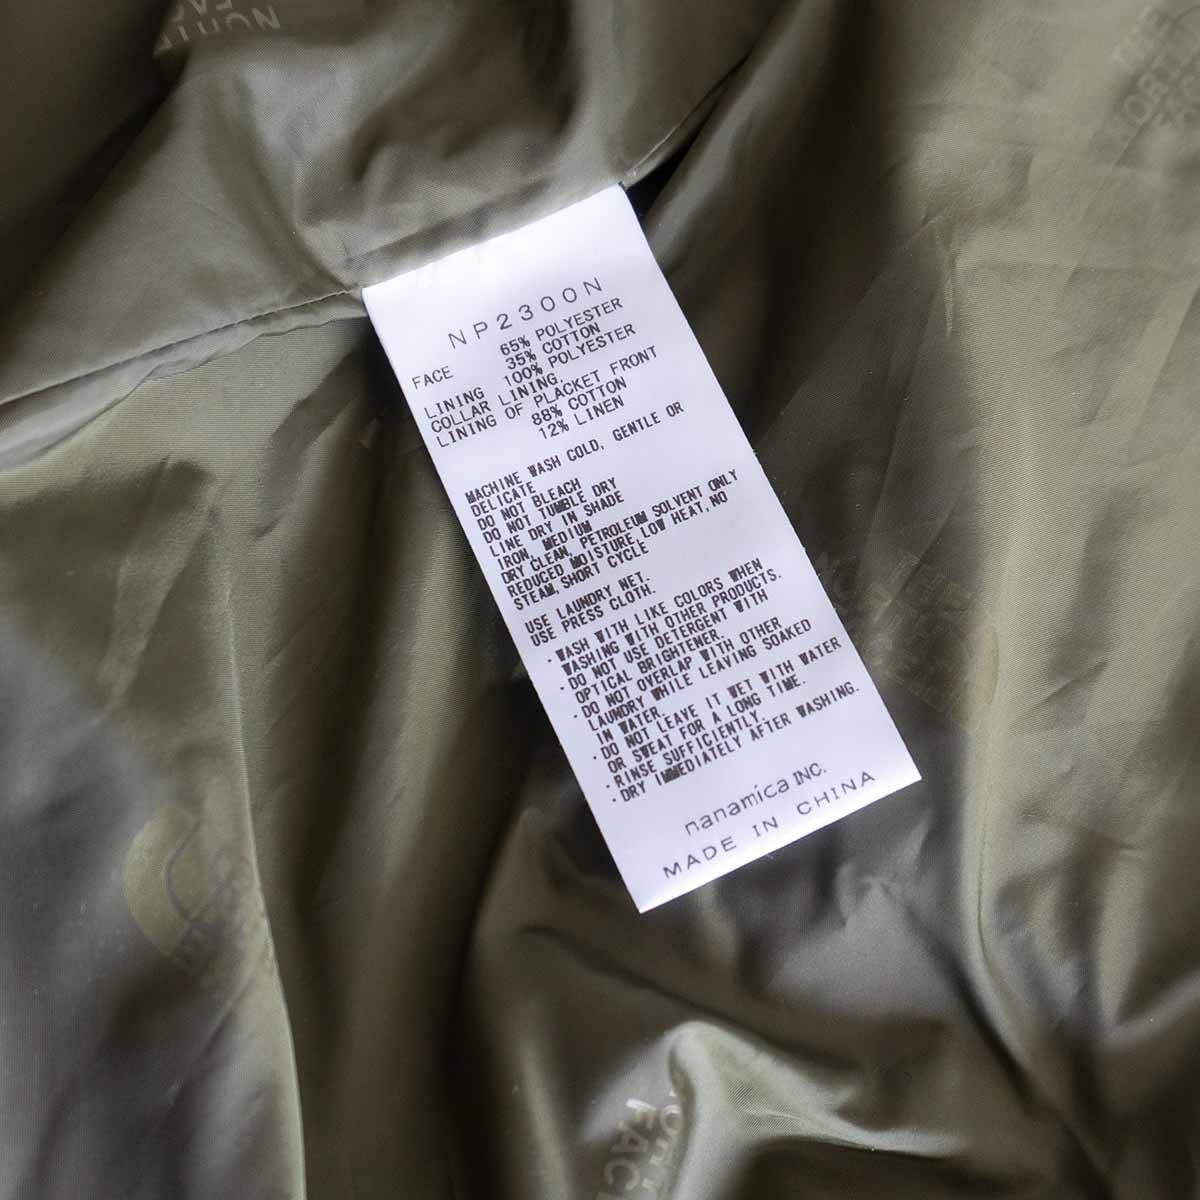 NORTH
FACE
THE
NORTH
FACE
NP2300N
65% POLYESTER
FACE 35% COTTON
LINING 100% POLYESTER
COLLAR LINING
LINING OF PLACKET FRONT
88% COTTON
12% LINEN
MACHINE WASH COLD, GENTLE OR
DELICATE
DO NOT BLEACH
DO NOT TUMBLE DRY
LINE DRY IN SHADE
IRON, MEDIUM
DRY CLEAN, PETROLEUM SOLVENT ONLY
REDUCED MOISTURE, LOW HEAT, NO
STEAM, SHORT CYCLE
USE LAUNDRY NET.
USE PRESS CLOTH.
・WASH WITH LIKE COLORS WHEN
WASHING WITH OTHER PRODUCTS.
・DO NOT USE DETERGENT WITH
OPTICAL BRIGHTENER.
・DO NOT OVERLAP WITH OTHER
LAUNDRY WHILE LEAVING SOAKED
IN WATER.
・DO NOT LEAVE IT WET WITH WATER
OR SWEAT FOR A LONG TIME.
・RINSE SUFFICIENTLY.
・DRY IMMEDIATELY AFTER WASHING.
nanamica INC.
MADE IN CHINA